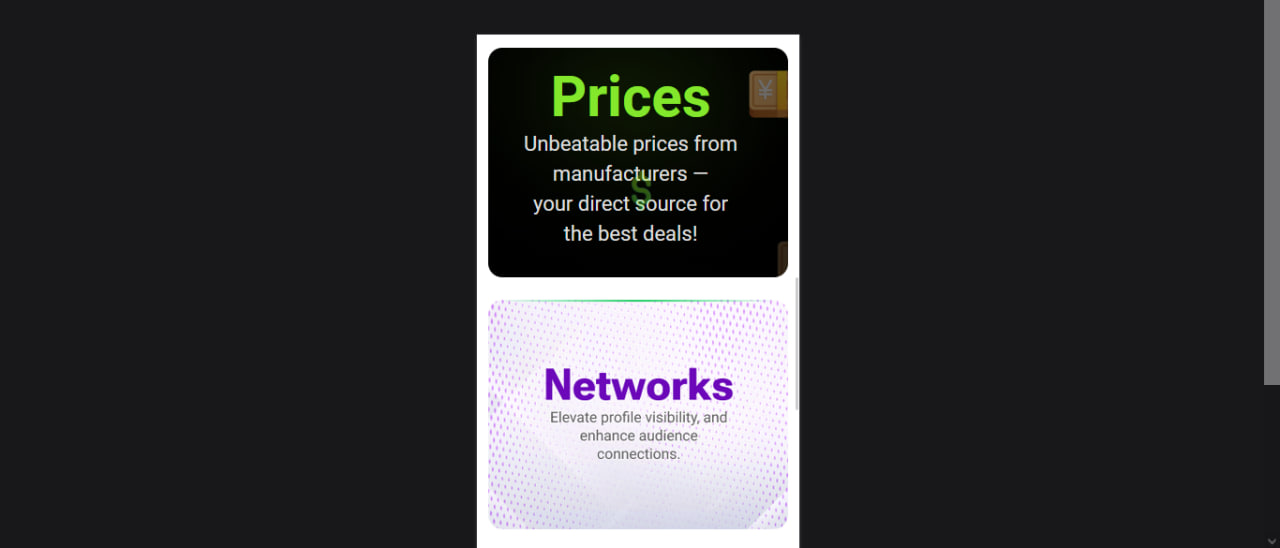 Prices
¥
Unbeatable prices from
manufacturers —
$
your direct source for
the best deals!
Networks
Elevate profile visibility, and
enhance audience
connections.